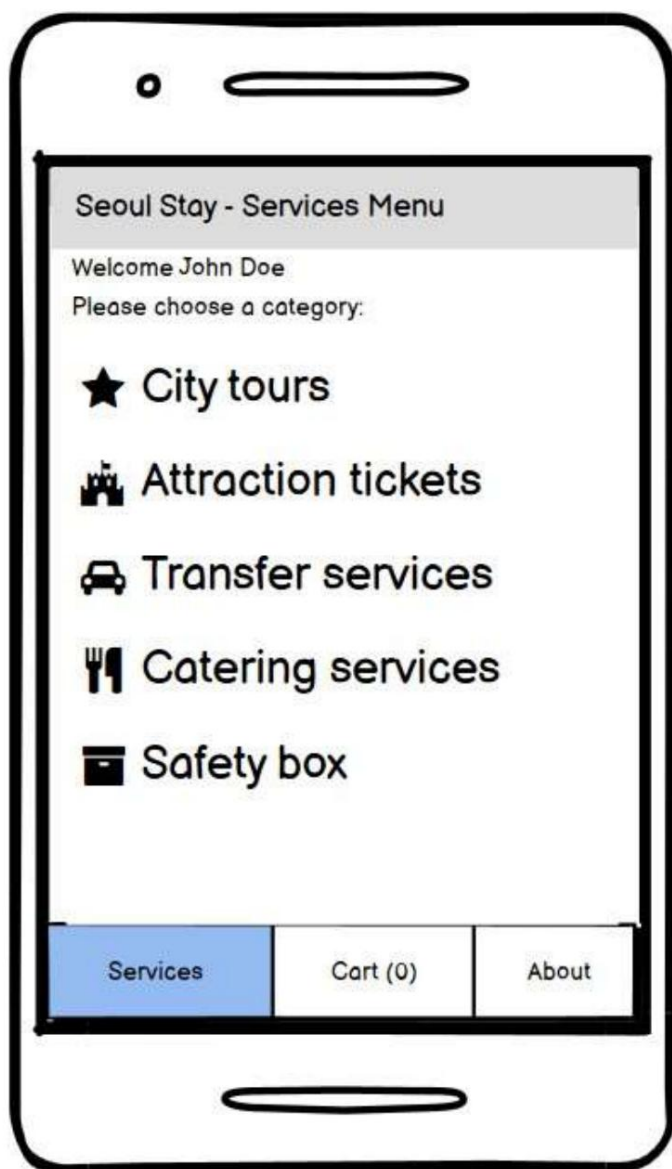 Seoul Stay - Services Menu
Welcome John Doe
Please choose a category:
City tours
Attraction tickets
Transfer services
Catering services
Safety box
Services Cart (0) About